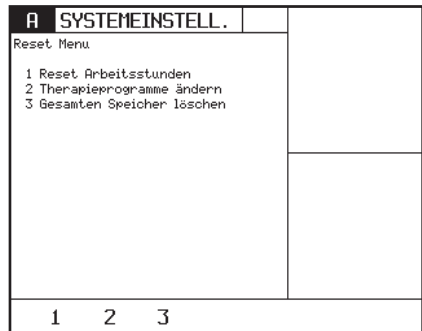 A SYSTEMEINSTELL.
Reset Menu
1 Reset Arbeitsstunden
2 Therapieprogramme ändern
3 Gesamten Speicher löschen
1 2 3